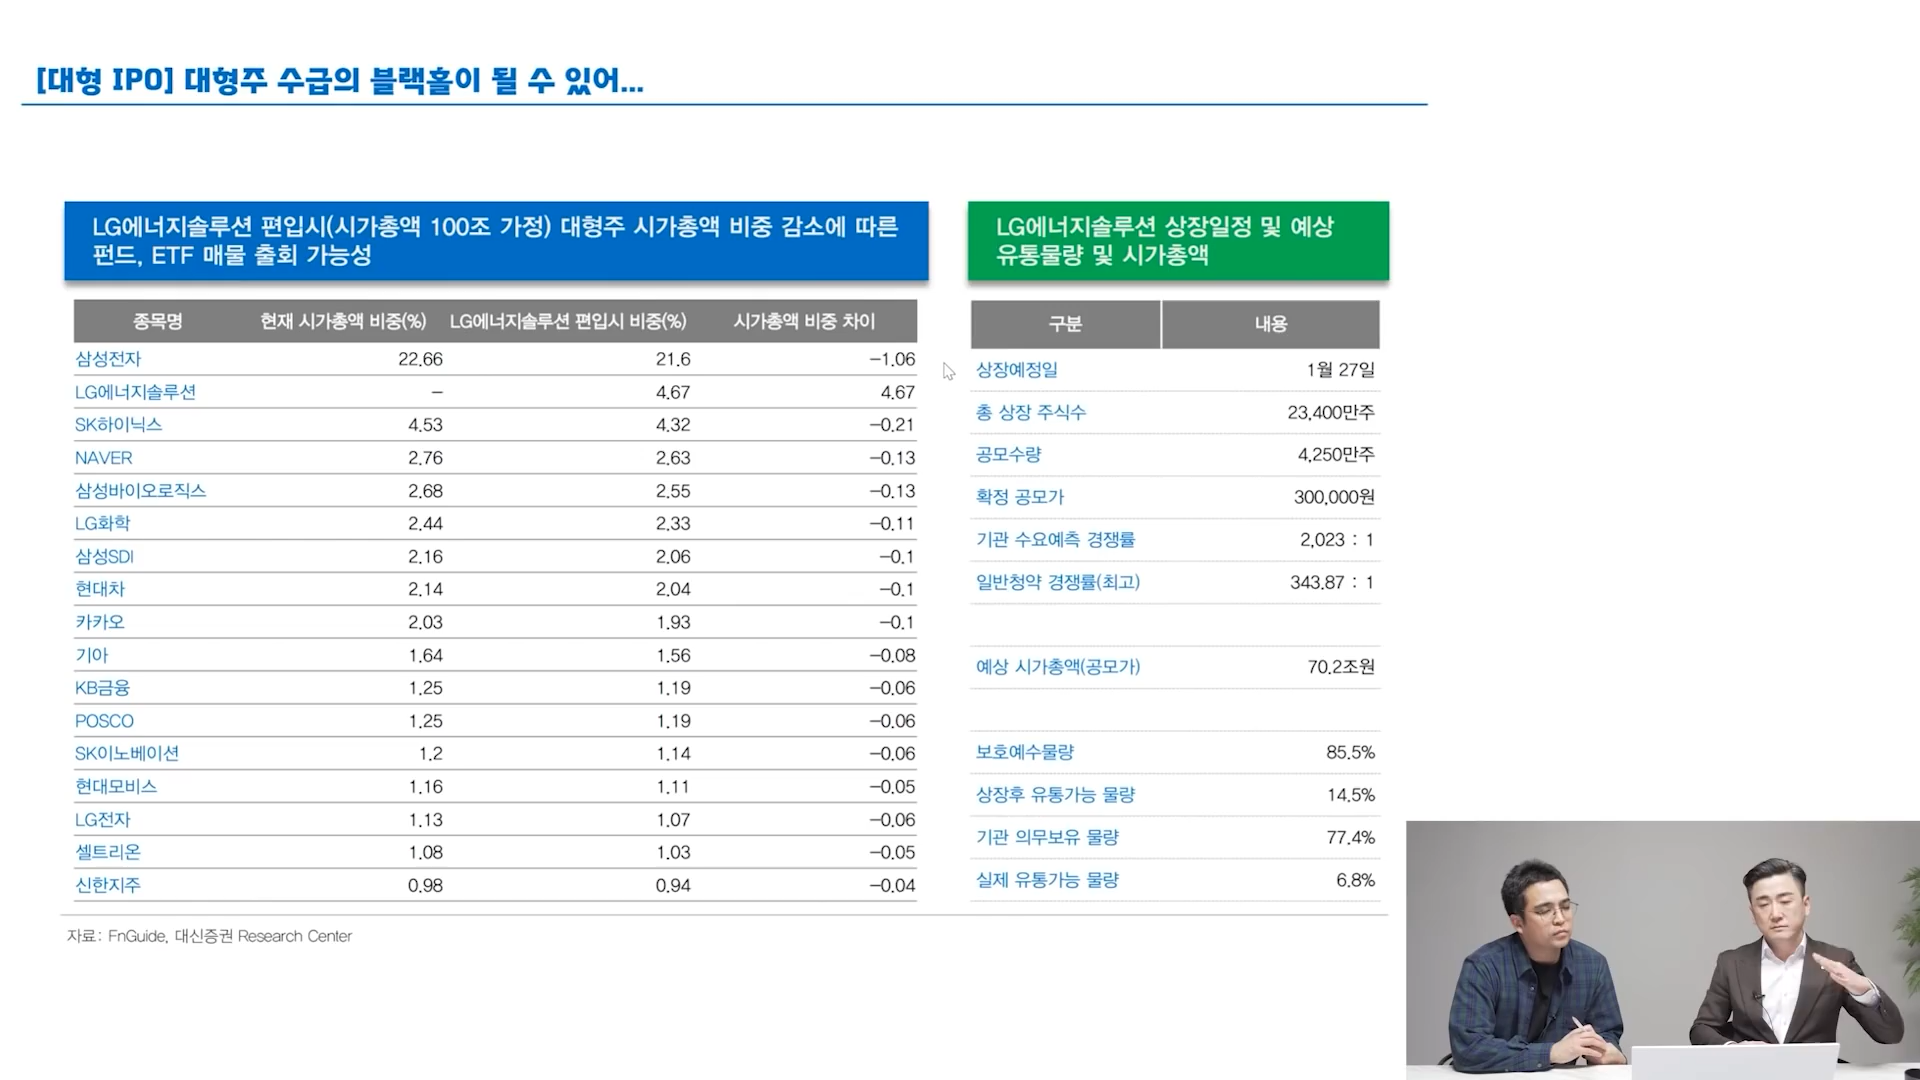 [대형 IPO] 대형주 수급의 블랙홀이 될 수 있어...
LG에너지솔루션 편입시(시가총액 100조 가정) 대형주 시가총액 비중 감소에 따른
펀드, ETF 매물 출회 가능성
종목명 현재 시가총액 비중(%) LG에너지솔루션 편입시 비중(%) 시가총액 비중 차이
삼성전자 22.66 21.6 -1.06
LG에너지솔루션 - 4.67 4.67
SK하이닉스 4.53 4.32 -0.21
NAVER 2.76 2.63 -0.13
삼성바이오로직스 2.68 2.55 -0.13
LG화학 2.44 2.33 -0.11
삼성SDI 2.16 2.06 -0.1
현대차 2.14 2.04 -0.1
카카오 2.03 1.93 -0.1
기아 1.64 1.56 -0.08
KB금융 1.25 1.19 -0.06
POSCO 1.25 1.19 -0.06
SK이노베이션 1.2 1.14 -0.06
현대모비스 1.16 1.11 -0.05
LG전자 1.13 1.07 -0.06
셀트리온 1.08 1.03 -0.05
신한지주 0.98 0.94 -0.04
자료: FnGuide, 대신증권 Research Center
LG에너지솔루션 상장일정 및 예상
유통물량 및 시가총액
구분 내용
상장예정일 1월 27일
총 상장 주식수 23,400만주
공모수량 4,250만주
확정 공모가 300,000원
기관 수요예측 경쟁률 2,023 : 1
일반청약 경쟁률(최고) 343.87 : 1
예상 시가총액(공모가) 70.2조원
보호예수물량 85.5%
상장후 유통가능 물량 14.5%
기관 의무보유 물량 77.4%
실제 유통가능 물량 6.8%